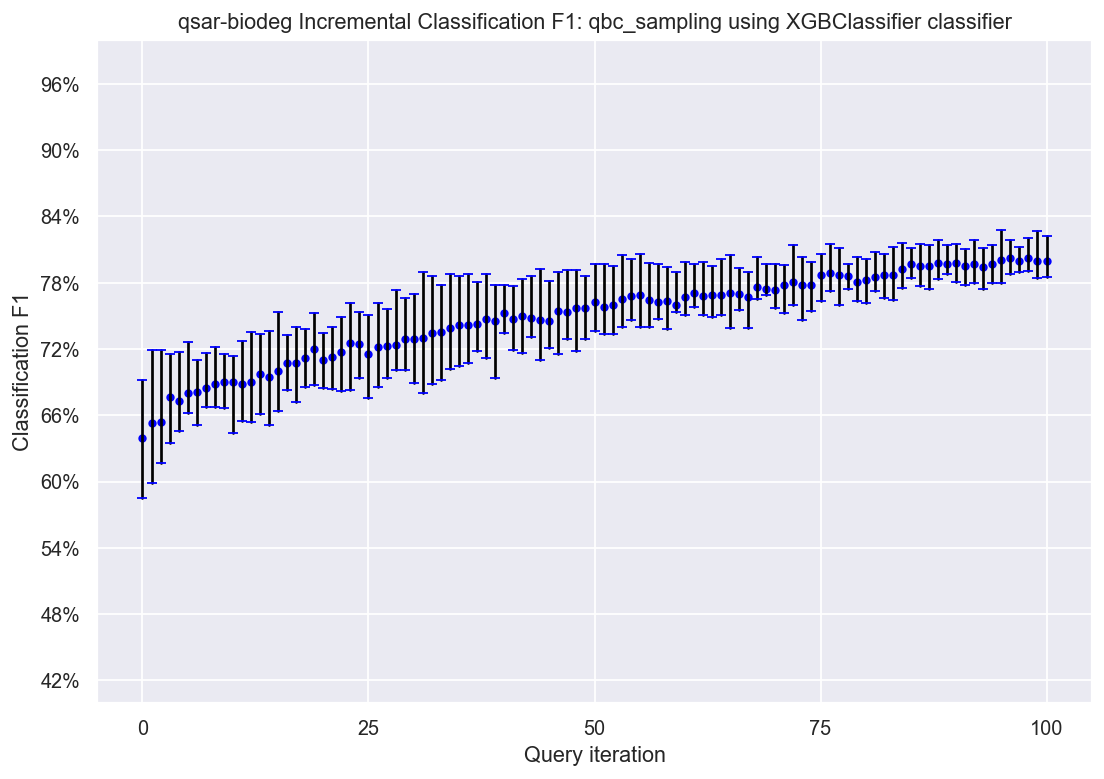 qsar-biodeg Incremental Classification F1: qbc_sampling using XGBClassifier classifier
96%
90%
84%
78%
72%
66%
60%
54%
48%
42%
Classification F1
0 25 50 75 100
Query iteration